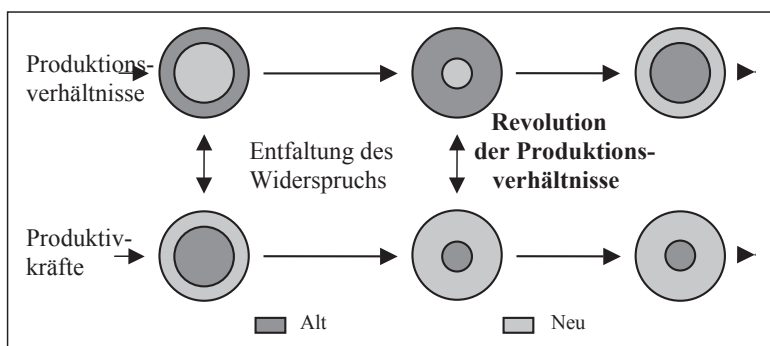 Produktions-
verhältnisse
Entfaltung des
Widerspruchs
Revolution
der Produktions-
verhältnisse
Produktiv-
kräfte
Alt
Neu